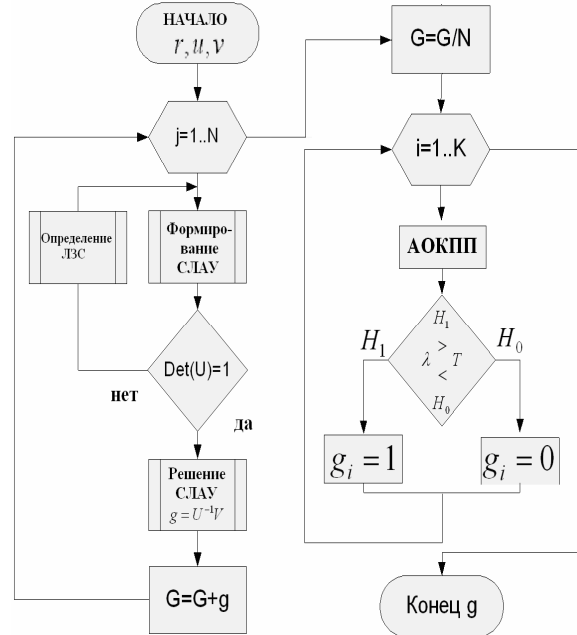 НАЧАЛО
r, u, v
j=1..N
Определение
ЛЗС
Формиро-
вание
СЛАУ
Det(U)=1
нет
да
Решение
СЛАУ
g = U⁻¹V
G=G+g
G=G/N
i=1..K
АОКПП
H₁
>
λ T
<
H₀
H₁
H₀
gᵢ = 1
gᵢ = 0
Конец g